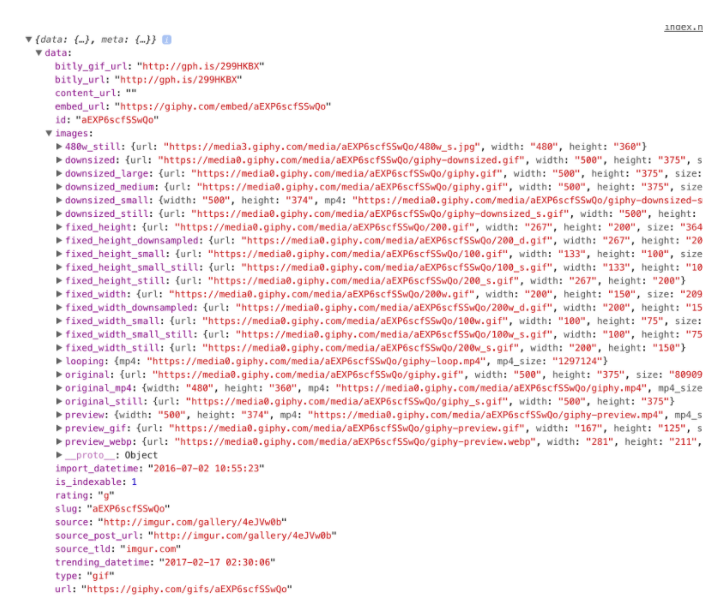 index.n
▼{data: {…}, meta: {…}} i
▼data:
bitly_gif_url: "http://gph.is/299HKBX"
bitly_url: "http://gph.is/299HKBX"
content_url: ""
embed_url: "https://giphy.com/embed/aEXP6scfSSwQo"
id: "aEXP6scfSSwQo"
▼images:
▶480w_still: {url: "https://media3.giphy.com/media/aEXP6scfSSwQo/480w_s.jpg", width: "480", height: "360"}
▶downsized: {url: "https://media0.giphy.com/media/aEXP6scfSSwQo/giphy-downsized.gif", width: "500", height: "375", s
▶downsized_large: {url: "https://media0.giphy.com/media/aEXP6scfSSwQo/giphy.gif", width: "500", height: "375", size:
▶downsized_medium: {url: "https://media0.giphy.com/media/aEXP6scfSSwQo/giphy.gif", width: "500", height: "375", size
▶downsized_small: {width: "500", height: "374", mp4: "https://media0.giphy.com/media/aEXP6scfSSwQo/giphy-downsized-s
▶downsized_still: {url: "https://media0.giphy.com/media/aEXP6scfSSwQo/giphy-downsized_s.gif", width: "500", height:
▶fixed_height: {url: "https://media0.giphy.com/media/aEXP6scfSSwQo/200.gif", width: "267", height: "200", size: "364
▶fixed_height_downsampled: {url: "https://media0.giphy.com/media/aEXP6scfSSwQo/200_d.gif", width: "267", height: "20
▶fixed_height_small: {url: "https://media0.giphy.com/media/aEXP6scfSSwQo/100.gif", width: "133", height: "100", size
▶fixed_height_small_still: {url: "https://media0.giphy.com/media/aEXP6scfSSwQo/100_s.gif", width: "133", height: "10
▶fixed_height_still: {url: "https://media0.giphy.com/media/aEXP6scfSSwQo/200_s.gif", width: "267", height: "200"}
▶fixed_width: {url: "https://media0.giphy.com/media/aEXP6scfSSwQo/200w.gif", width: "200", height: "150", size: "209
▶fixed_width_downsampled: {url: "https://media0.giphy.com/media/aEXP6scfSSwQo/200w_d.gif", width: "200", height: "15
▶fixed_width_small: {url: "https://media0.giphy.com/media/aEXP6scfSSwQo/100w.gif", width: "100", height: "75", size:
▶fixed_width_small_still: {url: "https://media0.giphy.com/media/aEXP6scfSSwQo/100w_s.gif", width: "100", height: "75
▶fixed_width_still: {url: "https://media0.giphy.com/media/aEXP6scfSSwQo/200w_s.gif", width: "200", height: "150"}
▶looping: {mp4: "https://media0.giphy.com/media/aEXP6scfSSwQo/giphy-loop.mp4", mp4_size: "1297124"}
▶original: {url: "https://media0.giphy.com/media/aEXP6scfSSwQo/giphy.gif", width: "500", height: "375", size: "80909
▶original_mp4: {width: "480", height: "360", mp4: "https://media0.giphy.com/media/aEXP6scfSSwQo/giphy.mp4", mp4_size
▶original_still: {url: "https://media0.giphy.com/media/aEXP6scfSSwQo/giphy_s.gif", width: "500", height: "375"}
▶preview: {width: "500", height: "374", mp4: "https://media0.giphy.com/media/aEXP6scfSSwQo/giphy-preview.mp4", mp4_s
▶preview_gif: {url: "https://media0.giphy.com/media/aEXP6scfSSwQo/giphy-preview.gif", width: "167", height: "125", s
▶preview_webp: {url: "https://media0.giphy.com/media/aEXP6scfSSwQo/giphy-preview.webp", width: "281", height: "211",
▶__proto__: Object
import_datetime: "2016-07-02 10:55:23"
is_indexable: 1
rating: "g"
slug: "aEXP6scfSSwQo"
source: "http://imgur.com/gallery/4eJVw0b"
source_post_url: "http://imgur.com/gallery/4eJVw0b"
source_tld: "imgur.com"
trending_datetime: "2017-02-17 02:30:06"
type: "gif"
url: "https://giphy.com/gifs/aEXP6scfSSwQo"